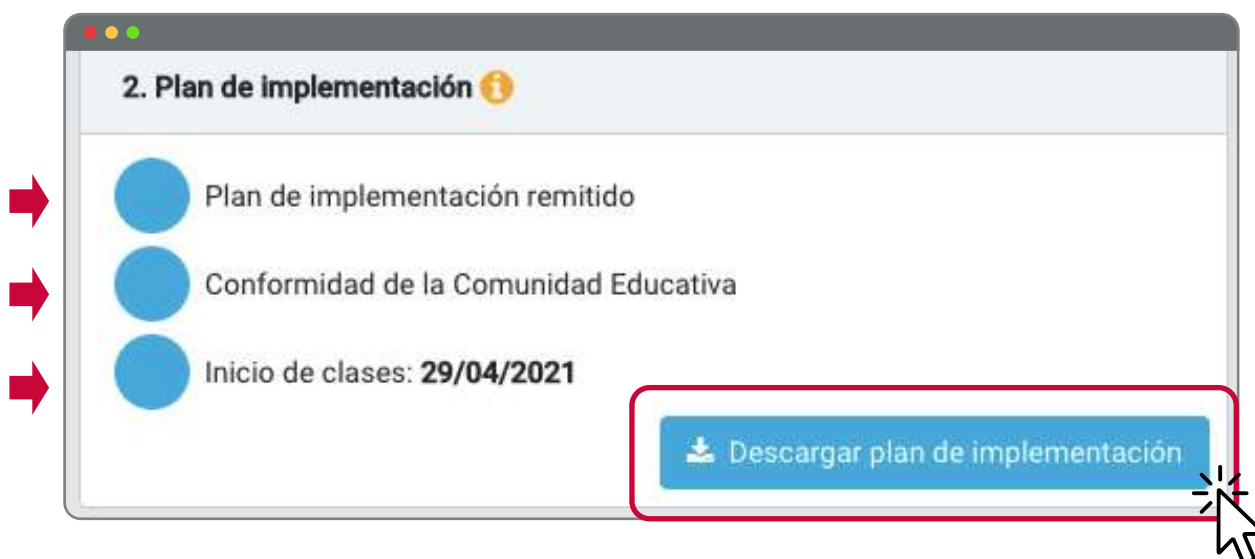 2. Plan de implementación
Plan de implementación remitido
Conformidad de la Comunidad Educativa
Inicio de clases: 29/04/2021
Descargar plan de implementación